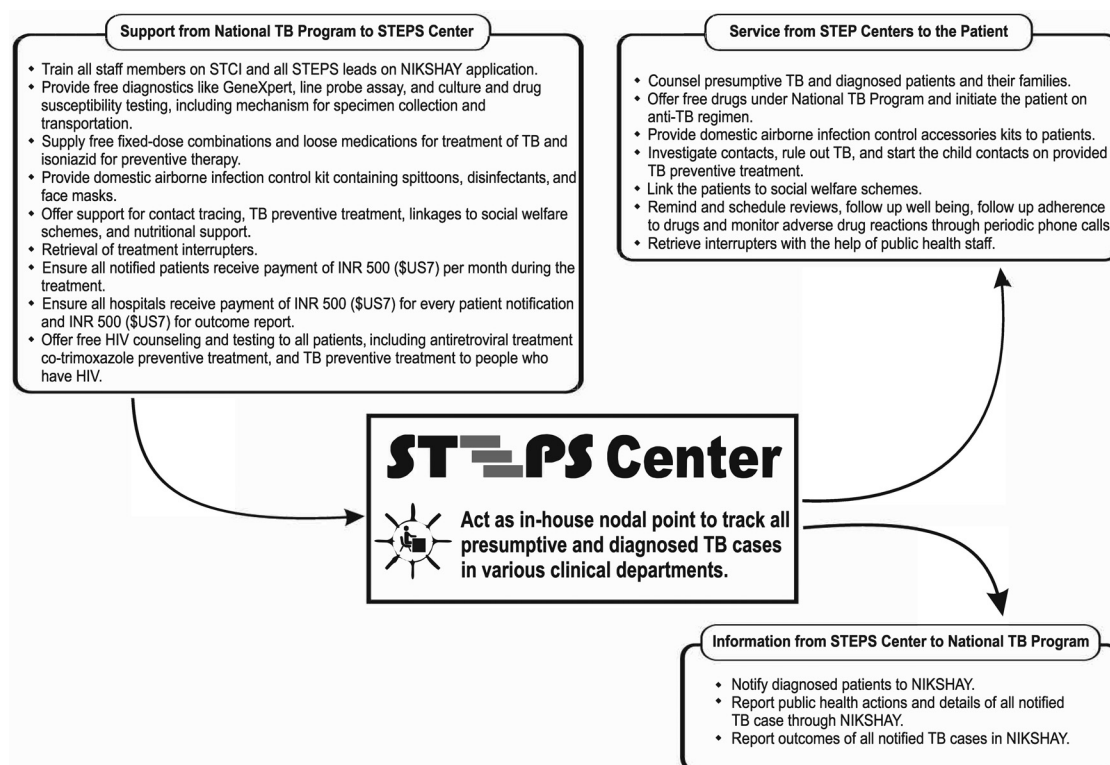 Support from National TB Program to STEPS Center
◆ Train all staff members on STCI and all STEPS leads on NIKSHAY application.
◆ Provide free diagnostics like GeneXpert, line probe assay, and culture and drug
susceptibility testing, including mechanism for specimen collection and
transportation.
◆ Supply free fixed-dose combinations and loose medications for treatment of TB and
isoniazid for preventive therapy.
◆ Provide domestic airborne infection control kit containing spittoons, disinfectants, and
face masks.
◆ Offer support for contact tracing, TB preventive treatment, linkages to social welfare
schemes, and nutritional support.
◆ Retrieval of treatment interrupters.
◆ Ensure all notified patients receive payment of INR 500 ($US7) per month during the
treatment.
◆ Ensure all hospitals receive payment of INR 500 ($US7) for every patient notification
and INR 500 ($US7) for outcome report.
◆ Offer free HIV counseling and testing to all patients, including antiretroviral treatment
co-trimoxazole preventive treatment, and TB preventive treatment to people who
have HIV.
Service from STEP Centers to the Patient
◆ Counsel presumptive TB and diagnosed patients and their families.
◆ Offer free drugs under National TB Program and initiate the patient on
anti-TB regimen.
◆ Provide domestic airborne infection control accessories kits to patients.
◆ Investigate contacts, rule out TB, and start the child contacts on provided
TB preventive treatment.
◆ Link the patients to social welfare schemes.
◆ Remind and schedule reviews, follow up well being, follow up adherence
to drugs and monitor adverse drug reactions through periodic phone calls
◆ Retrieve interrupters with the help of public health staff.
STEPS Center
Act as in-house nodal point to track all
presumptive and diagnosed TB cases
in various clinical departments.
Information from STEPS Center to National TB Program
◆ Notify diagnosed patients to NIKSHAY.
◆ Report public health actions and details of all notified
TB case through NIKSHAY.
◆ Report outcomes of all notified TB cases in NIKSHAY.